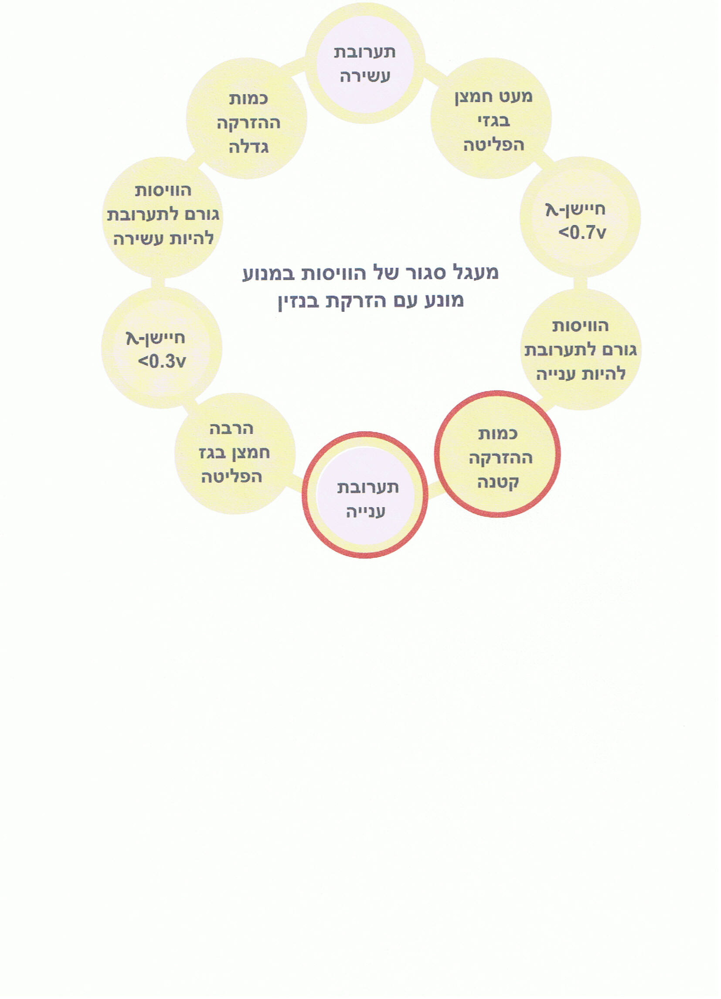 תערובת
עשירה
מעט חמצן
בגזי
הפליטה
חיישן-λ
<0.7v
הוויסות
גורם לתערובת
להיות ענייה
כמות
ההזרקה
קטנה
תערובת
ענייה
הרבה
חמצן בגז
הפליטה
חיישן-λ
<0.3v
הוויסות
גורם לתערובת
להיות עשירה
כמות
ההזרקה
גדלה
מעגל סגור של הוויסות במנוע
מונע עם הזרקת בנזין